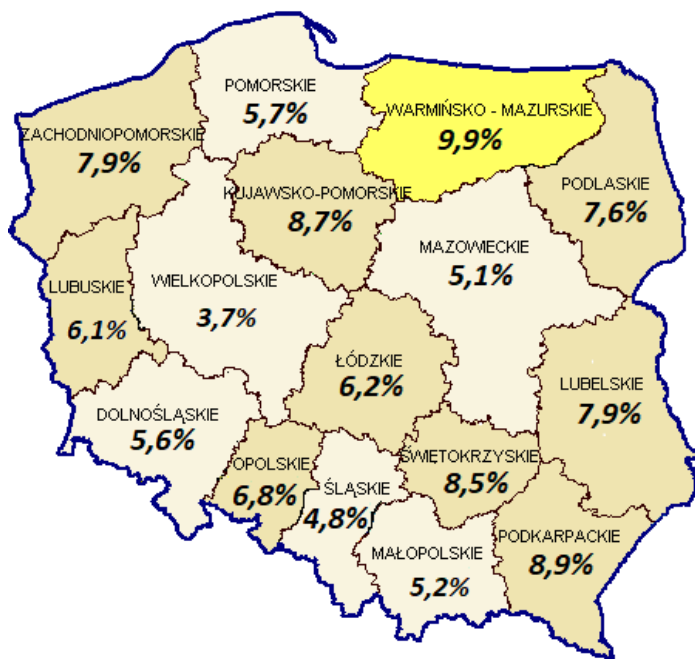 POMORSKIE
5,7%
WARMIŃSKO - MAZURSKIE
9,9%
ZACHODNIOPOMORSKIE
7,9%
KUJAWSKO-POMORSKIE
8,7%
PODLASKIE
7,6%
MAZOWIECKIE
5,1%
LUBUSKIE
6,1%
WIELKOPOLSKIE
3,7%
ŁÓDZKIE
6,2%
LUBELSKIE
7,9%
DOLNOŚLĄSKIE
5,6%
OPOLSKIE
6,8%
ŚLĄSKIE
4,8%
ŚWIĘTOKRZYSKIE
8,5%
MAŁOPOLSKIE
5,2%
PODKARPACKIE
8,9%